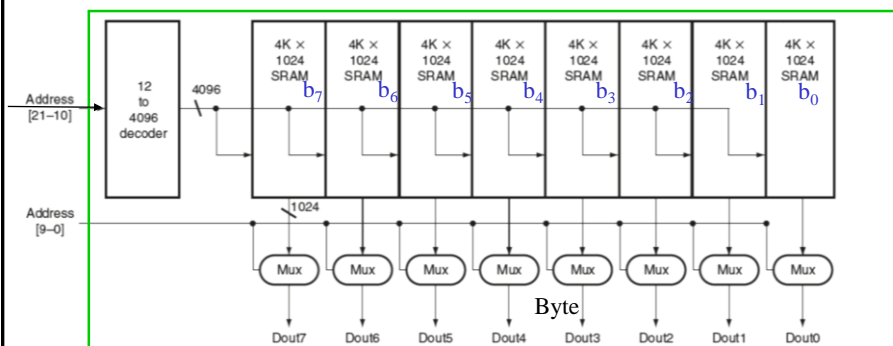 4K × 4K × 4K × 4K × 4K × 4K × 4K × 4K ×
1024 1024 1024 1024 1024 1024 1024 1024
SRAM SRAM SRAM SRAM SRAM SRAM SRAM SRAM
b7 b6 b5 b4 b3 b2 b1 b0
12
to
4096
decoder
4096
Address
[21–10]
1024
Address
[9–0]
Mux Mux Mux Mux Mux Mux Mux Mux
Byte
Dout7 Dout6 Dout5 Dout4 Dout3 Dout2 Dout1 Dout0